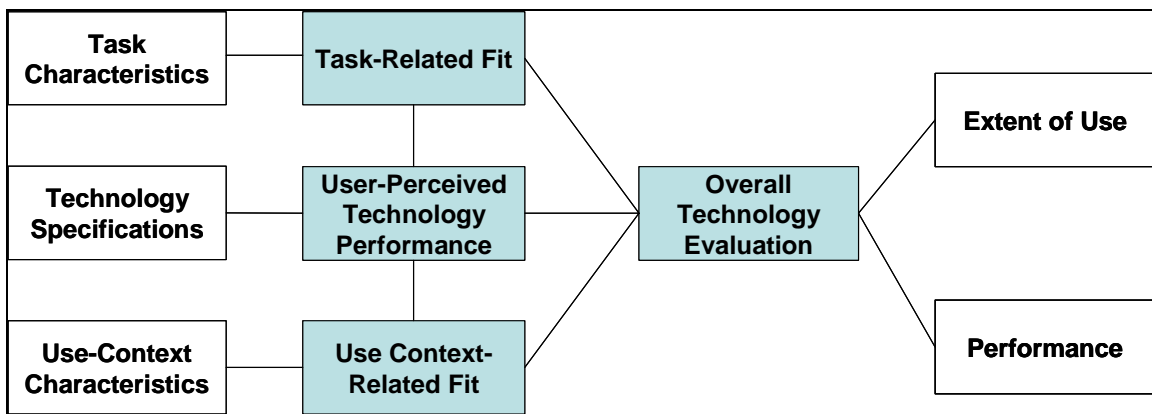 Task
Characteristics
Task-Related Fit
Extent of Use
Technology
Specifications
User-Perceived
Technology
Performance
Overall
Technology
Evaluation
Use-Context
Characteristics
Use Context-
Related Fit
Performance